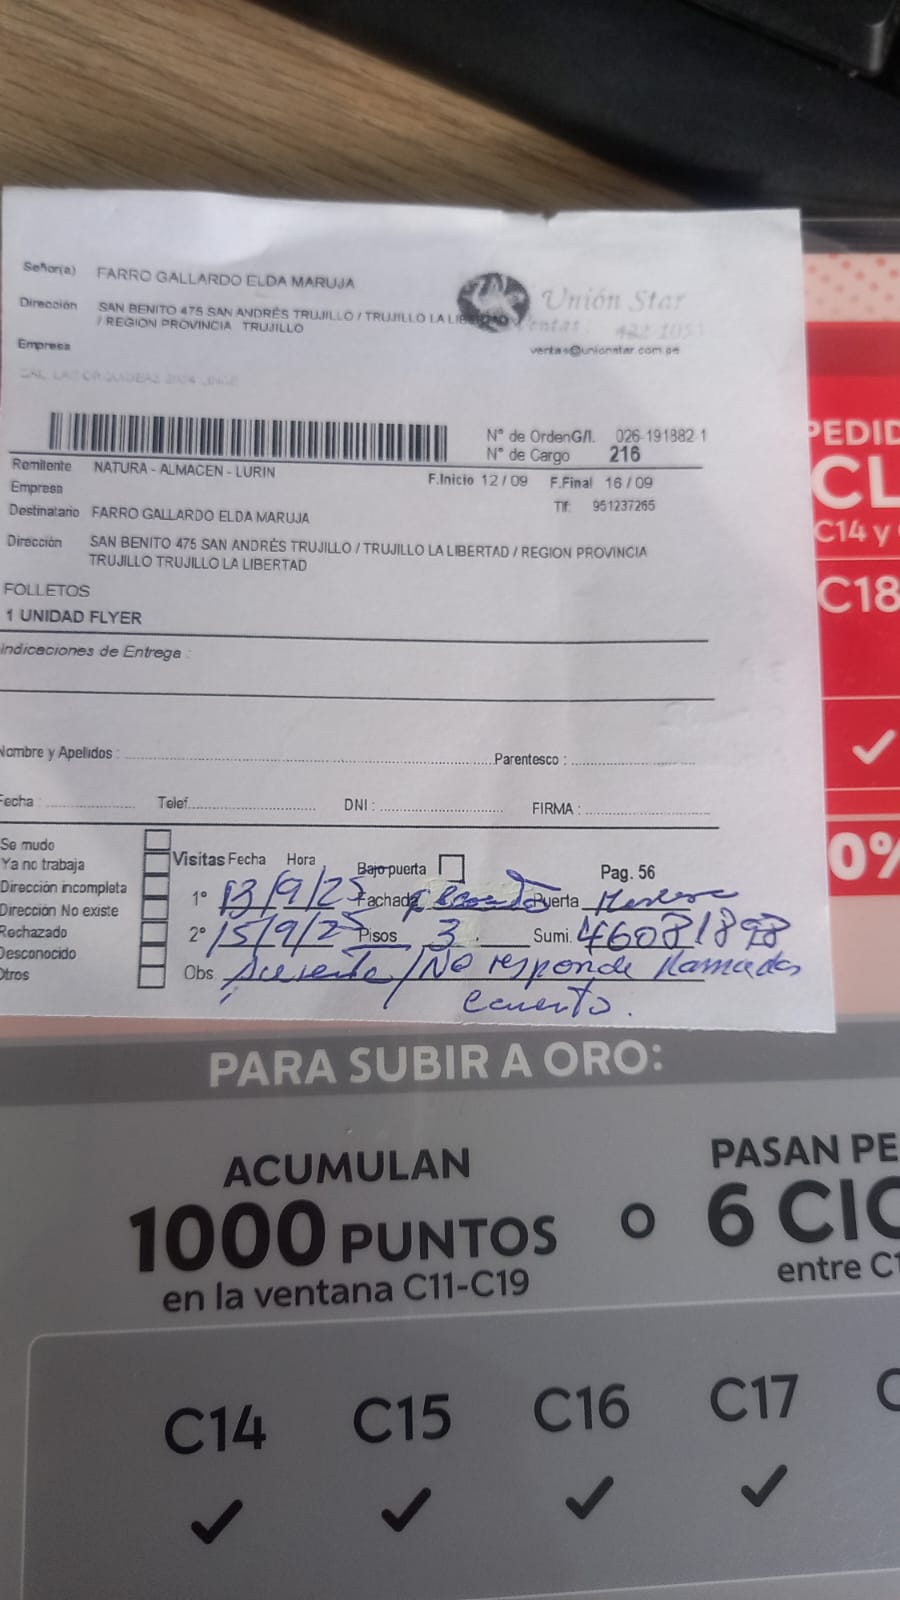 Señor(a) FARRO GALLARDO ELDA MARUJA
Unión Star
Dirección SAN BENITO 475 SAN ANDRÉS TRUJILLO / TRUJILLO LA LIBERTAD
/ REGION PROVINCIA TRUJILLO
Ventas: 422 1053
ventas@unionstar.com.pe
Empresa
N° de Orden G/I. 026-191882-1
N° de Cargo 216
Remitente NATURA - ALMACEN - LURIN
F.Inicio 12 / 09 F.Final 16 / 09
Empresa
Tlf: 951237265
Destinatario FARRO GALLARDO ELDA MARUJA
Dirección SAN BENITO 475 SAN ANDRÉS TRUJILLO / TRUJILLO LA LIBERTAD / REGION PROVINCIA
TRUJILLO TRUJILLO LA LIBERTAD
FOLLETOS
1 UNIDAD FLYER
Indicaciones de Entrega :
Nombre y Apellidos : Parentesco :
Fecha : Telef. DNI : FIRMA :
Se mudo
Ya no trabaja
Dirección incompleta
Dirección No existe
Rechazado
Desconocido
Otros
Visitas Fecha Hora Bajo puerta Pag. 56
1° 13/9/25 Fachada Puerta
2° 15/9/25 Pisos 3 Sumi. 46081898
Obs Ausente / No responde llamadas
PEDID
CL
C14 y
C18
0%
PARA SUBIR A ORO:
ACUMULAN
1000 PUNTOS
en la ventana C11-C19
o
PASAN PE
6 CIC
entre C1
C14 C15 C16 C17 C